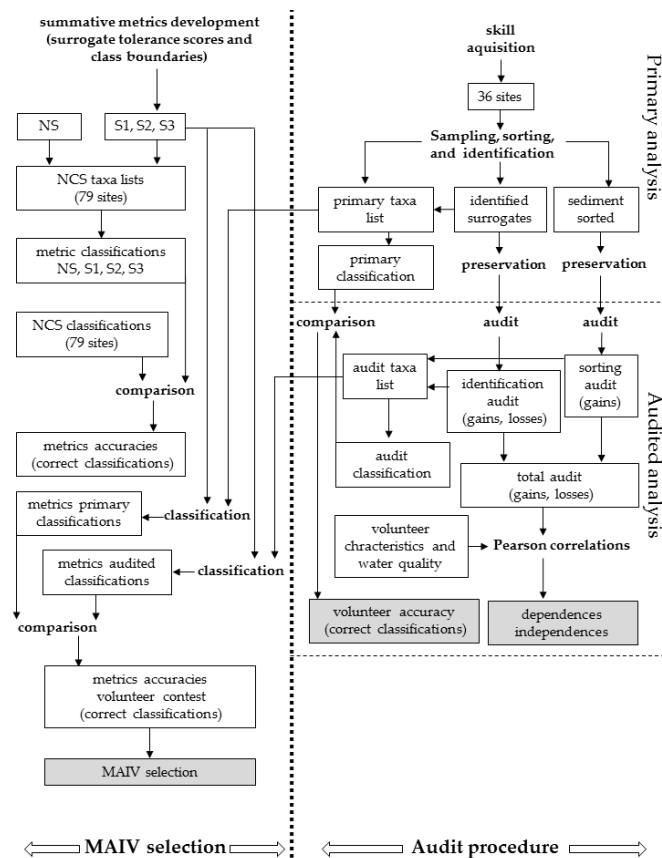 summative metrics development
(surrogate tolerance scores and
class boundaries)
NS
S1, S2, S3
NCS taxa lists
(79 sites)
metric classifications
NS, S1, S2, S3
NCS classifications
(79 sites)
comparison
metrics accuracies
(correct classifications)
metrics primary
classifications
classification
metrics audited
classifications
classification
comparison
metrics accuracies
volunteer contest
(correct classifications)
MAIV selection
MAIV selection
skill
aquisition
36 sites
Sampling, sorting,
and identification
primary taxa
list
identified
surrogates
sediment
sorted
primary
classification
preservation
preservation
Primary analysis
comparison
audit
audit
audit taxa
list
identification
audit
(gains, losses)
sorting
audit
(gains)
audit
classification
total audit
(gains, losses)
volunteer
chracteristics and
water quality
Pearson correlations
volunteer accuracy
(correct classifications)
dependences
independences
Audited analysis
Audit procedure